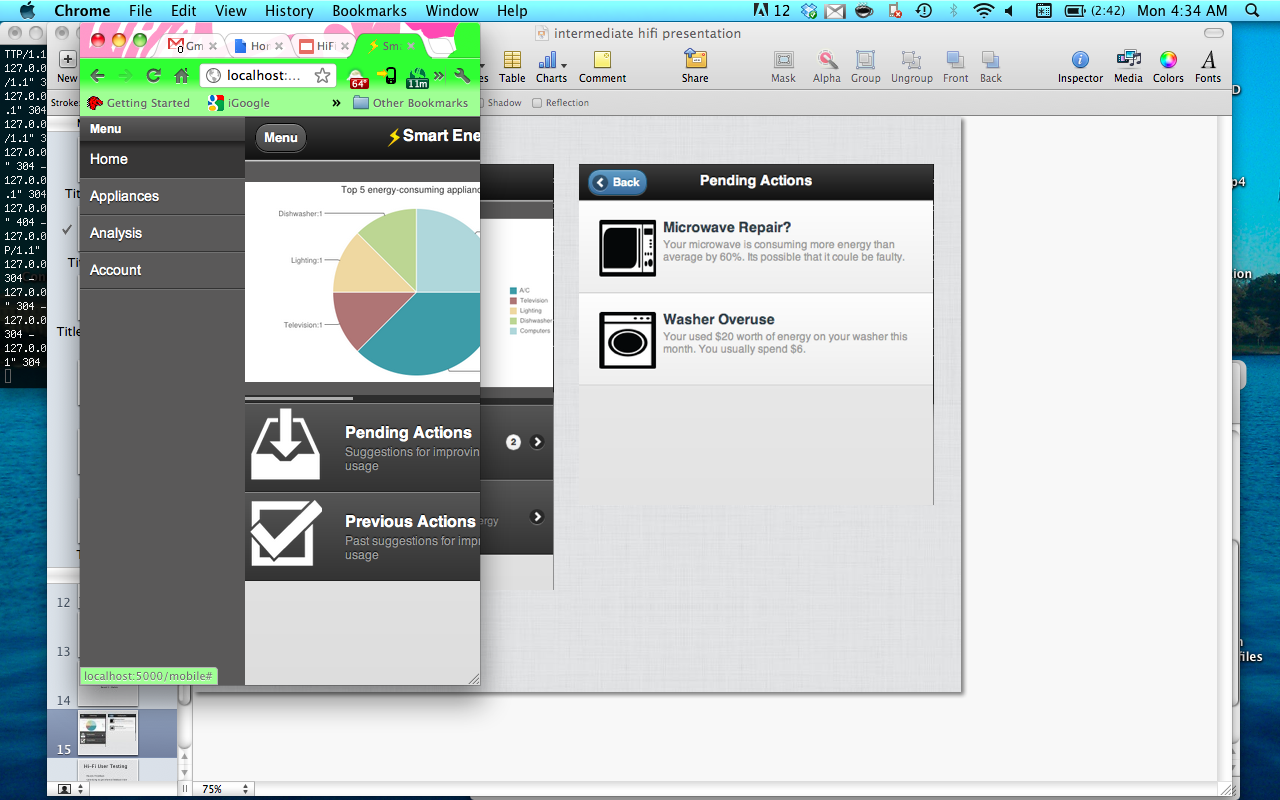 Chrome File Edit View History Bookmarks Window Help
12 (2:42) Mon 4:34 AM
intermediate hifi presentation
New
Table Charts Comment Share Mask Alpha Group Ungroup Front Back Inspector Media Colors Fonts
Stroke Shadow Reflection
Gm Hor HiFi Sm
localhost:...
64° 11m
Getting Started iGoogle » Other Bookmarks
TTP/1.1
127.0.0
/1.1" 3
127.0.0
.1" 304
127.0.0
/1.1" 3
127.0.0
" 304 –
127.0.0
.1" 304
127.0.0
" 404 –
127.0.0
P/1.1"
127.0.0
304 –
127.0.0
" 304 –
127.0.0
304 –
127.0.0
1" 304
Menu
Home
Appliances
Analysis
Account
Menu
Smart Ene
Top 5 energy-consuming applianc
Dishwasher:1
Lighting:1
Television:1
A/C
Television
Lighting
Dishwasher
Computers
Pending Actions
Suggestions for improvin
usage
2
Previous Actions
Past suggestions for imp
usage
ergy
localhost:5000/mobile#
Back
Pending Actions
Microwave Repair?
Your microwave is consuming more energy than
average by 60%. Its possible that it coule be faulty.
Washer Overuse
Your used $20 worth of energy on your washer this
month. You usually spend $6.
Tit
Tit
Title
12
13
14
15
Hi-Fi User Testing
75%
p4
ion
files